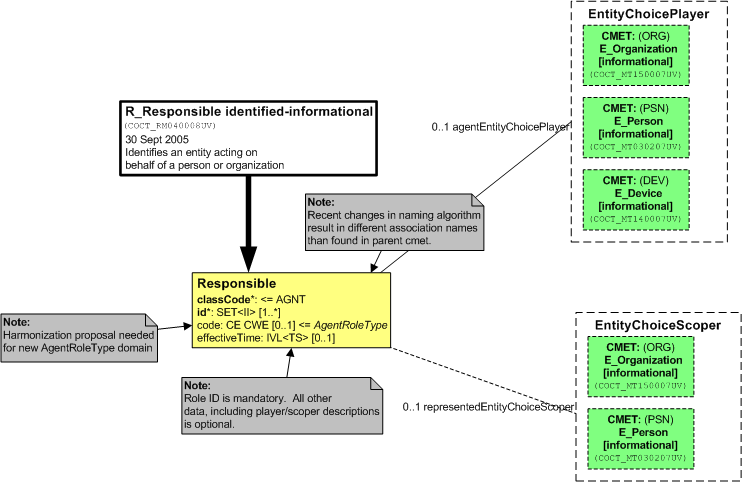 EntityChoicePlayer
CMET: (ORG)
E_Organization
[informational]
(COCT_MT150007UV)
CMET: (PSN)
E_Person
[informational]
(COCT_MT030207UV)
CMET: (DEV)
E_Device
[informational]
(COCT_MT140007UV)
R_Responsible identified-informational
(COCT_RM040008UV)
30 Sept 2005
Identifies an entity acting on
behalf of a person or organization
0..1 agentEntityChoicePlayer
Note:
Recent changes in naming algorithm
result in different association names
than found in parent cmet.
Responsible
classCode*: <= AGNT
id*: SET<II> [1..*]
code: CE CWE [0..1] <= AgentRoleType
effectiveTime: IVL<TS> [0..1]
Note:
Harmonization proposal needed
for new AgentRoleType domain
Note:
Role ID is mandatory.  All other
data, including player/scoper descriptions
is optional.
0..1 representedEntityChoiceScoper
EntityChoiceScoper
CMET: (ORG)
E_Organization
[informational]
(COCT_MT150007UV)
CMET: (PSN)
E_Person
[informational]
(COCT_MT030207UV)